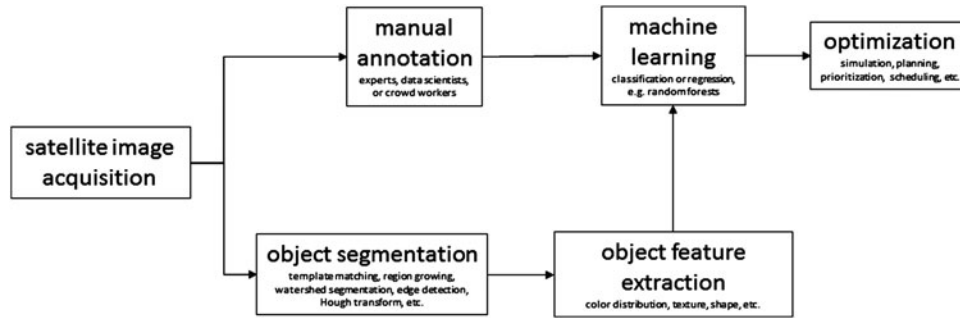 manual
annotation
experts, data scientists,
or crowd workers
machine
learning
classification or regression,
e.g. random forests
optimization
simulation, planning,
prioritization, scheduling, etc.
satellite image
acquisition
object segmentation
template matching, region growing,
watershed segmentation, edge detection,
Hough transform, etc.
object feature
extraction
color distribution, texture, shape, etc.